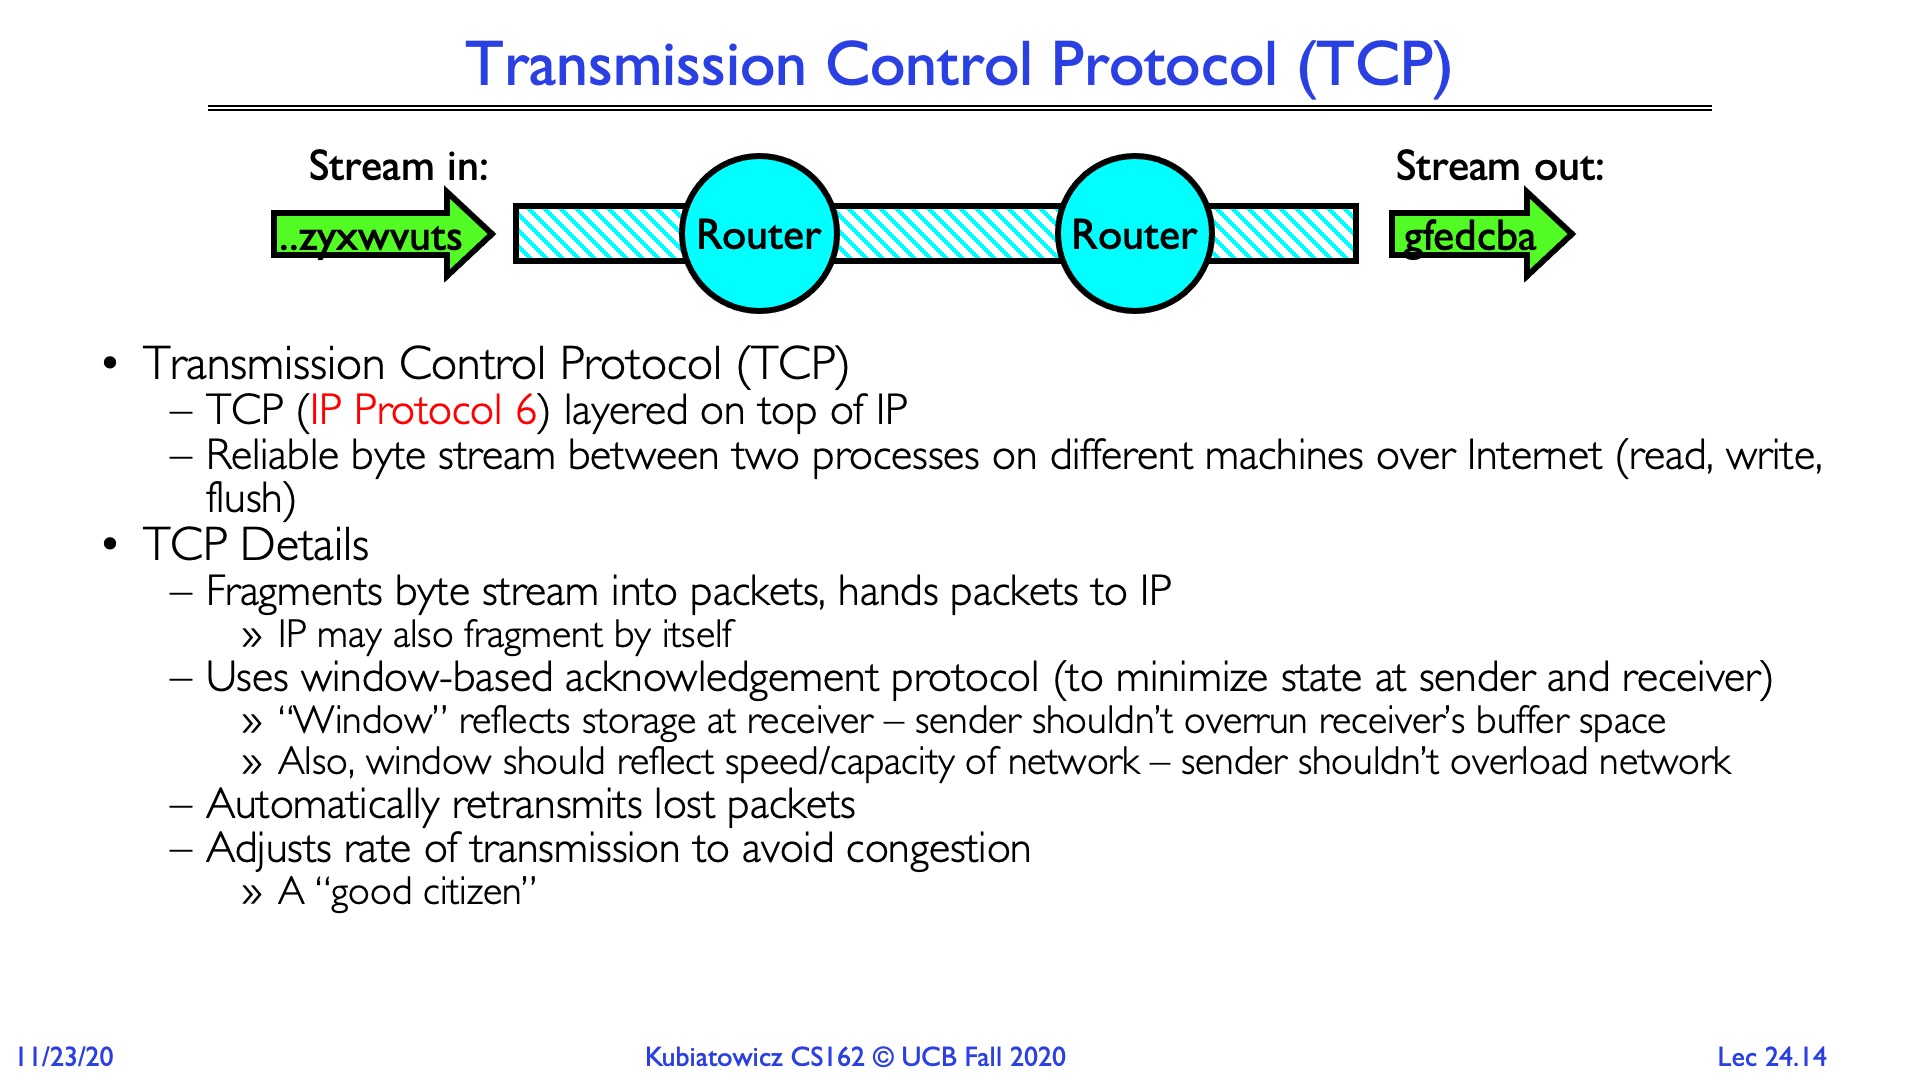 Transmission Control Protocol (TCP)
Stream in:
Stream out:
..zyxwvuts
Router
Router
gfedcba
• Transmission Control Protocol (TCP)
– TCP (IP Protocol 6) layered on top of IP
– Reliable byte stream between two processes on different machines over Internet (read, write,
flush)
• TCP Details
– Fragments byte stream into packets, hands packets to IP
» IP may also fragment by itself
– Uses window-based acknowledgement protocol (to minimize state at sender and receiver)
» “Window” reflects storage at receiver – sender shouldn’t overrun receiver’s buffer space
» Also, window should reflect speed/capacity of network – sender shouldn’t overload network
– Automatically retransmits lost packets
– Adjusts rate of transmission to avoid congestion
» A “good citizen”
11/23/20
Kubiatowicz CS162 © UCB Fall 2020
Lec 24.14